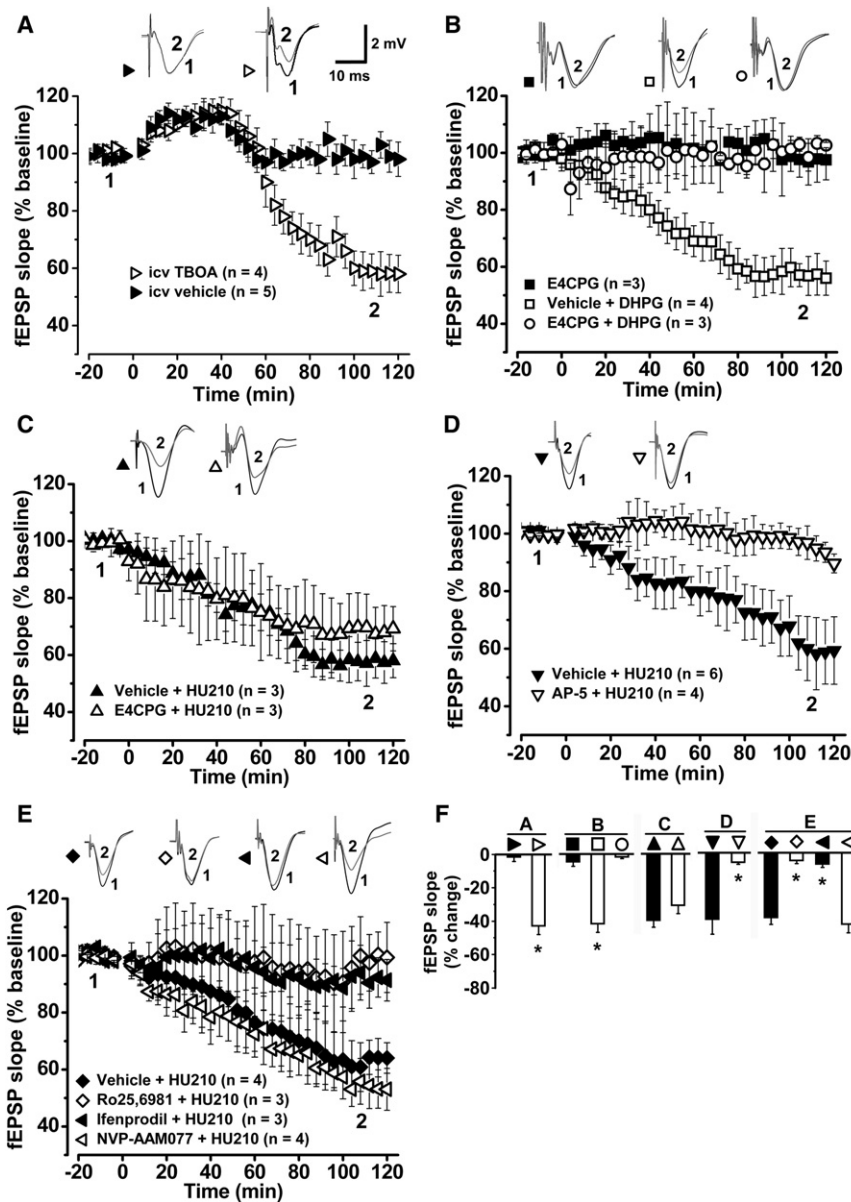 A
2
1
2 mV
10 ms
fEPSP slope (% baseline)
120
100
80
60
40
1
icv TBOA (n = 4)
icv vehicle (n = 5)
2
-20 0 20 40 60 80 100 120
Time (min)
B
1 2
2
1
2
1
fEPSP slope (% baseline)
120
100
80
60
40
1
E4CPG (n =3)
Vehicle + DHPG (n = 4)
E4CPG + DHPG (n = 3)
2
-20 0 20 40 60 80 100 120
Time (min)
C
2
1
2
1
fEPSP slope (% baseline)
120
100
80
60
40
1
Vehicle + HU210 (n = 3)
E4CPG + HU210 (n = 3)
2
-20 0 20 40 60 80 100 120
Time (min)
D
2
1
2
1
fEPSP slope (% baseline)
120
100
80
60
40
1
Vehicle + HU210 (n = 6)
AP-5 + HU210 (n = 4)
2
-20 0 20 40 60 80 100 120
Time (min)
E
2
1
2
1
2
1
2
1
fEPSP slope (% baseline)
120
100
80
60
40
1
Vehicle + HU210 (n = 4)
Ro25,6981 + HU210 (n = 3)
Ifenprodil + HU210 (n = 3)
NVP-AAM077 + HU210 (n = 4)
2
-20 0 20 40 60 80 100 120
Time (min)
F
A B C D E
fEPSP slope
(% change)
0
-20
-40
-60
-80
* * * * *